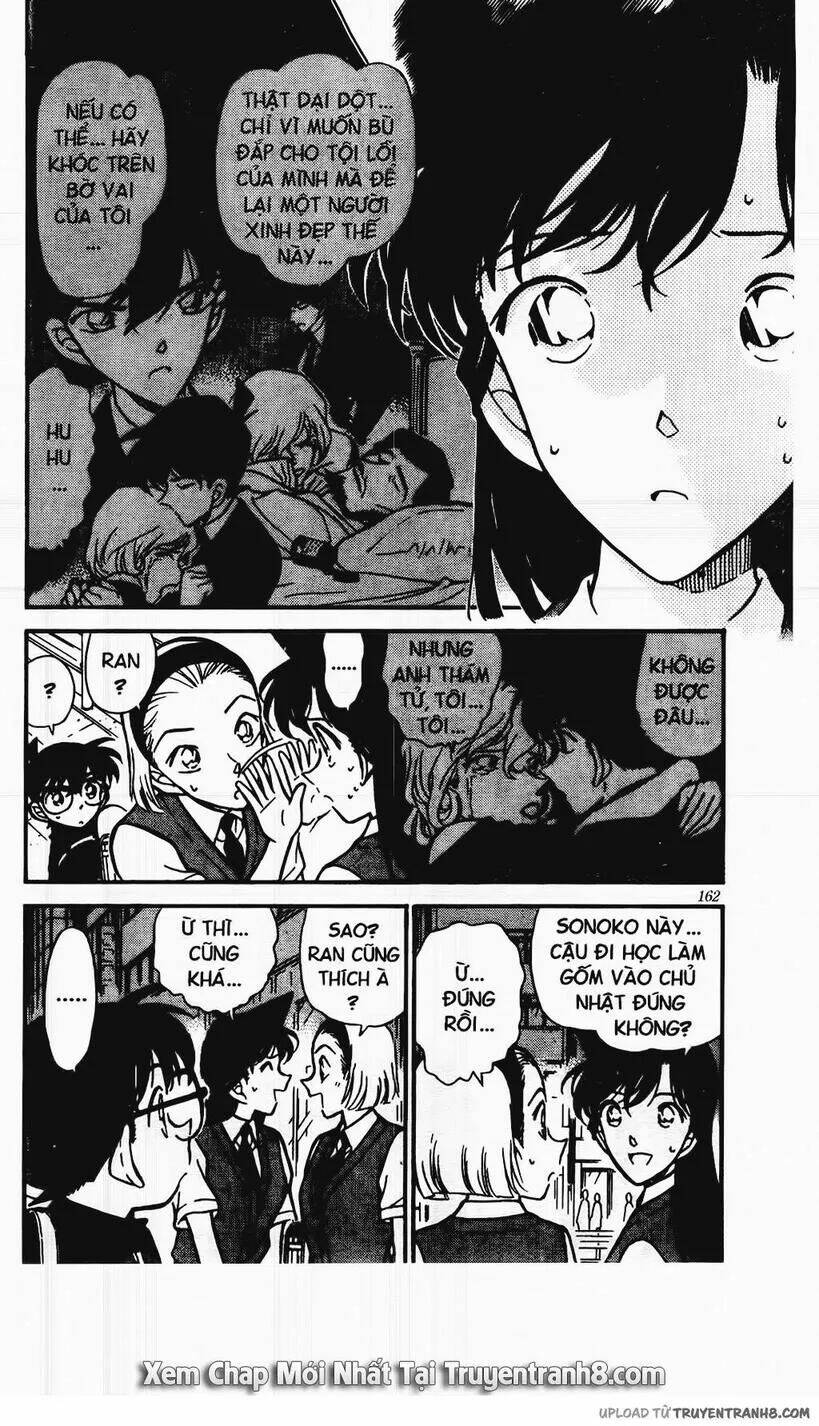 THẬT DẠI DỘT...
CHỈ VÌ MUỐN BÙ
ĐẮP CHO TỘI LỖI
CỦA MÌNH MÀ ĐỂ
LẠI MỘT NGƯỜI
XINH ĐẸP THẾ
NÀY...
NẾU CÓ
THỂ... HÃY
KHÓC TRÊN
BỜ VAI
CỦA TÔI
...
HU
HU
...
KHÔNG
ĐƯỢC
ĐÂU...
NHƯNG
ANH THÁM
TỬ, TÔI...
TÔI...
.....
RAN
?
?
162
SONOKO NÀY...
CẬU ĐI HỌC LÀM
GỐM VÀO CHỦ
NHẬT ĐÚNG
KHÔNG?
Ừ...
ĐÚNG
RỒI...
SAO?
RAN CŨNG
THÍCH À
?
Ừ THÌ...
CŨNG
KHÁ...
.....
Xem Chap Mới Nhất Tại Truyentranh8.com
UPLOAD TỪ TRUYENTRANH8.COM